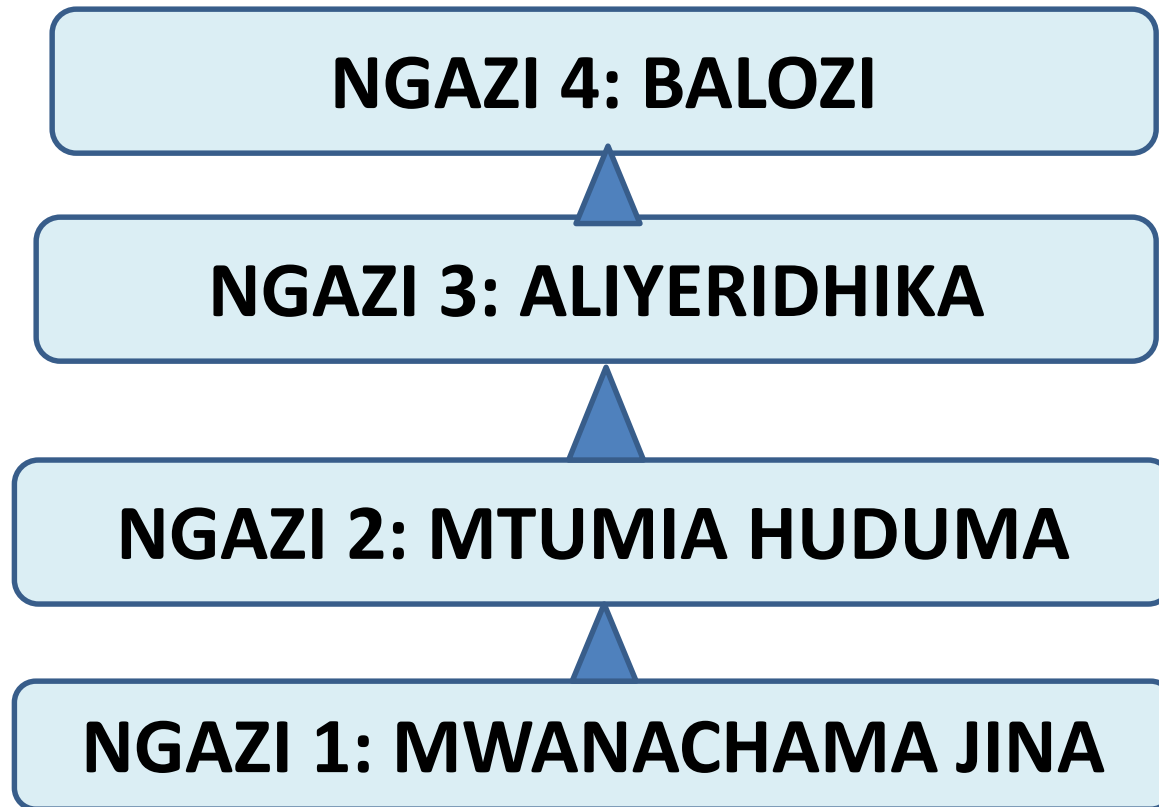 NGAZI 4: BALOZI
NGAZI 3: ALIYERIDHIKA
NGAZI 2: MTUMIA HUDUMA
NGAZI 1: MWANACHAMA JINA